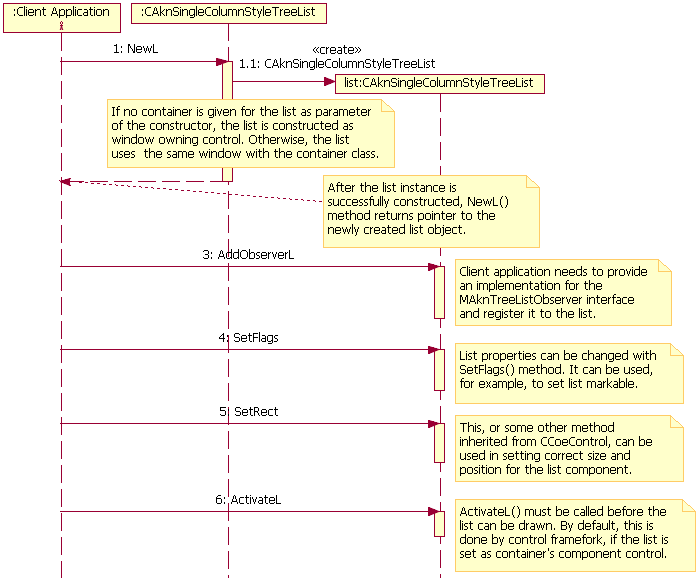 :Client Application
:CAknSingleColumnStyleTreeList
1: NewL
«create»
1.1: CAknSingleColumnStyleTreeList
list:CAknSingleColumnStyleTreeList
If no container is given for the list as parameter
of the constructor, the list is constructed as
window owning control. Otherwise, the list
uses the same window with the container class.
After the list instance is
successfully constructed, NewL()
method returns pointer to the
newly created list object.
3: AddObserverL
Client application needs to provide
an implementation for the
MAknTreeListObserver interface
and register it to the list.
4: SetFlags
List properties can be changed with
SetFlags() method. It can be used,
for example, to set list markable.
5: SetRect
This, or some other method
inherited from CCoeControl, can be
used in setting correct size and
position for the list component.
6: ActivateL
ActivateL() must be called before the
list can be drawn. By default, this is
done by control framefork, if the list is
set as container's component control.